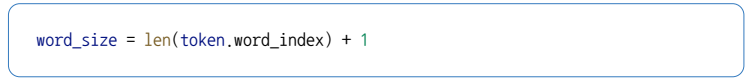 word_size = len(token.word_index) + 1